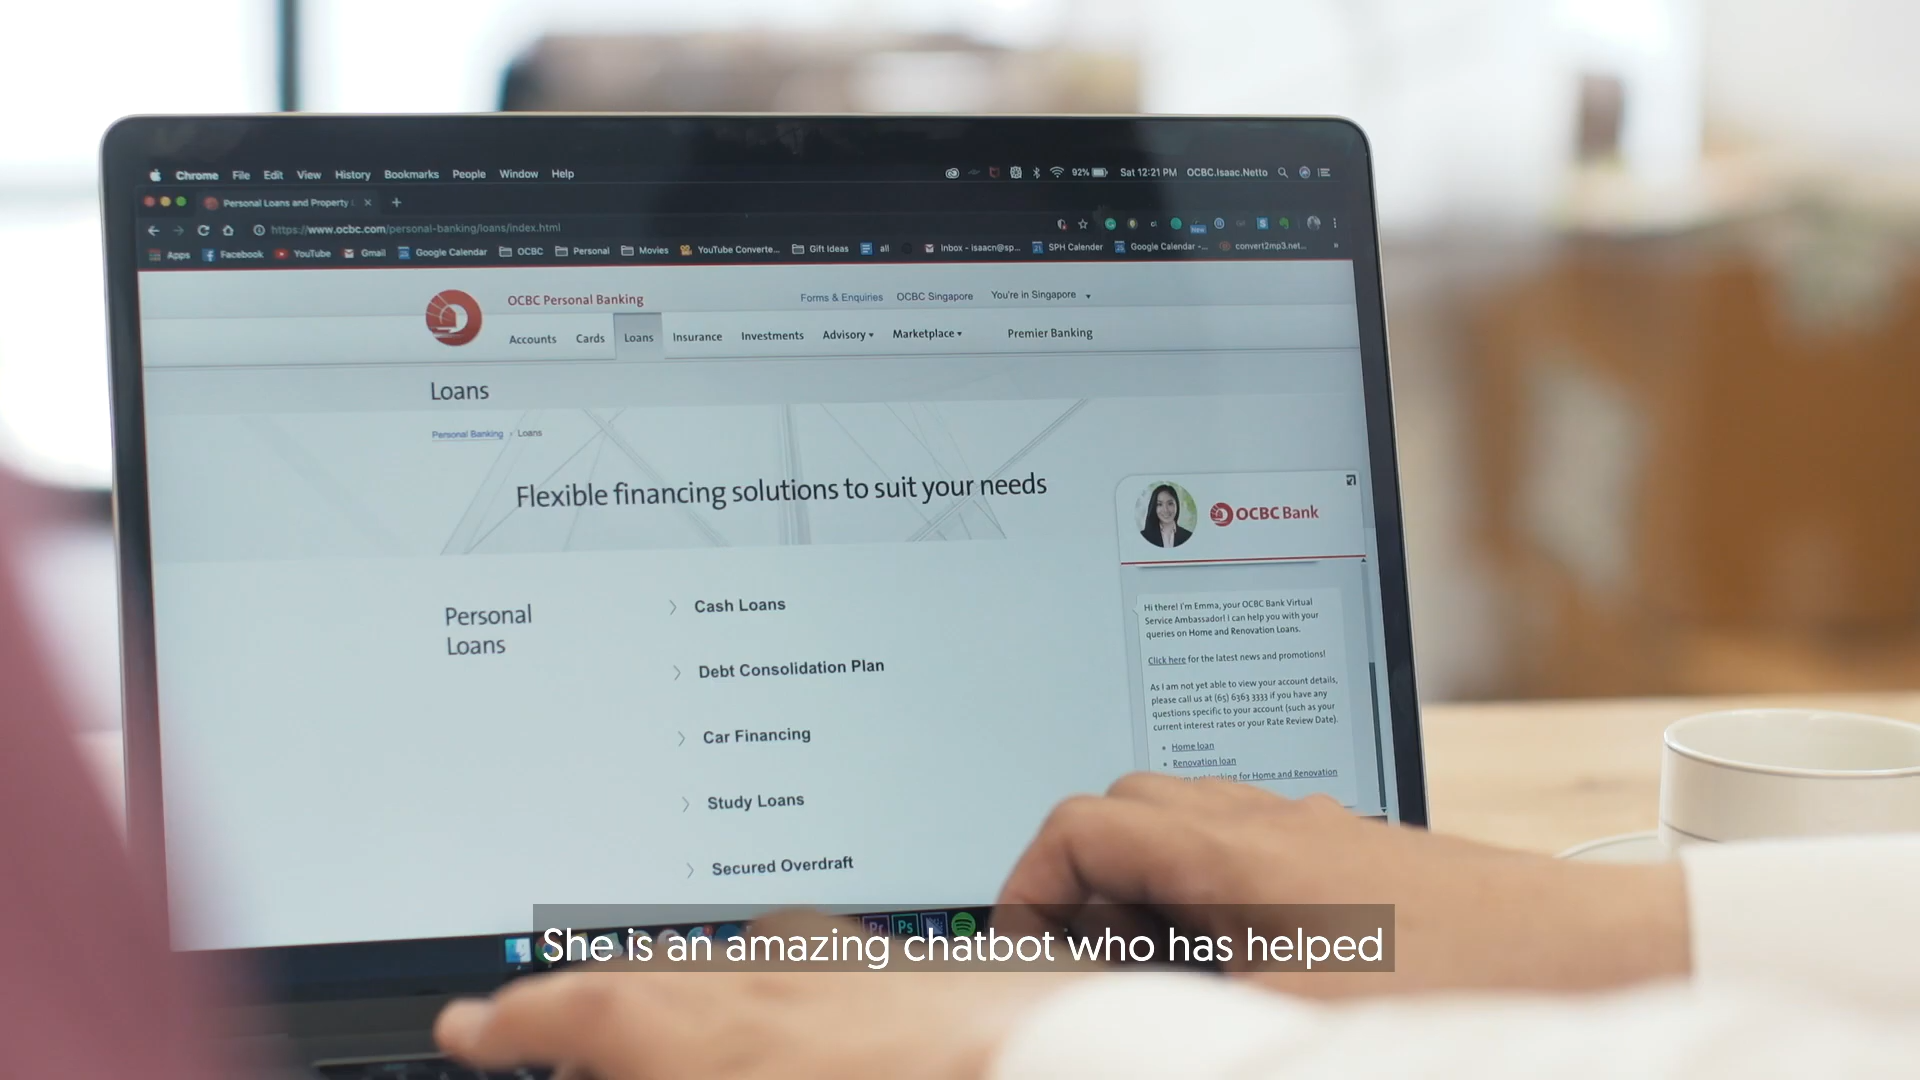 Chrome File Edit View History Bookmarks People Window Help
92% Sat 12:21 PM OCBC.Isaac.Netto
Personal Loans and Property
https://www.ocbc.com/personal-banking/loans/index.html
Apps Facebook YouTube Gmail Google Calendar OCBC Personal Movies YouTube Converte... Gift Ideas all Inbox - isaacn@sp... SPH Calender Google Calendar -... convert2mp3.net...
OCBC Personal Banking
Forms & Enquiries OCBC Singapore You're in Singapore
Accounts Cards Loans Insurance Investments Advisory Marketplace Premier Banking
Loans
Personal Banking Loans
Flexible financing solutions to suit your needs
Personal
Loans
Cash Loans
Debt Consolidation Plan
Car Financing
Study Loans
Secured Overdraft
OCBC Bank
Hi there! I'm Emma, your OCBC Bank Virtual
Service Ambassador! I can help you with your
queries on Home and Renovation Loans.
Click here for the latest news and promotions!
As I am not yet able to view your account details,
please call us at (65) 6363 3333 if you have any
questions specific to your account (such as your
current interest rates or your Rate Review Date).
Home loan
Renovation loan
for Home and Renovation
Pr Ps
She is an amazing chatbot who has helped